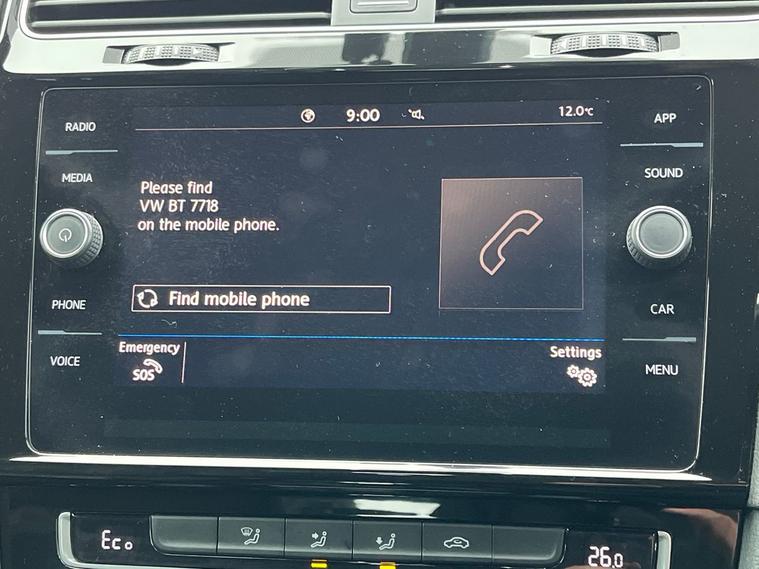 9:00
12.0°C
RADIO
MEDIA
PHONE
VOICE
Please find
VW BT 7718
on the mobile phone.
Find mobile phone
Emergency
SOS
Settings
APP
SOUND
CAR
MENU
Eco
26.0